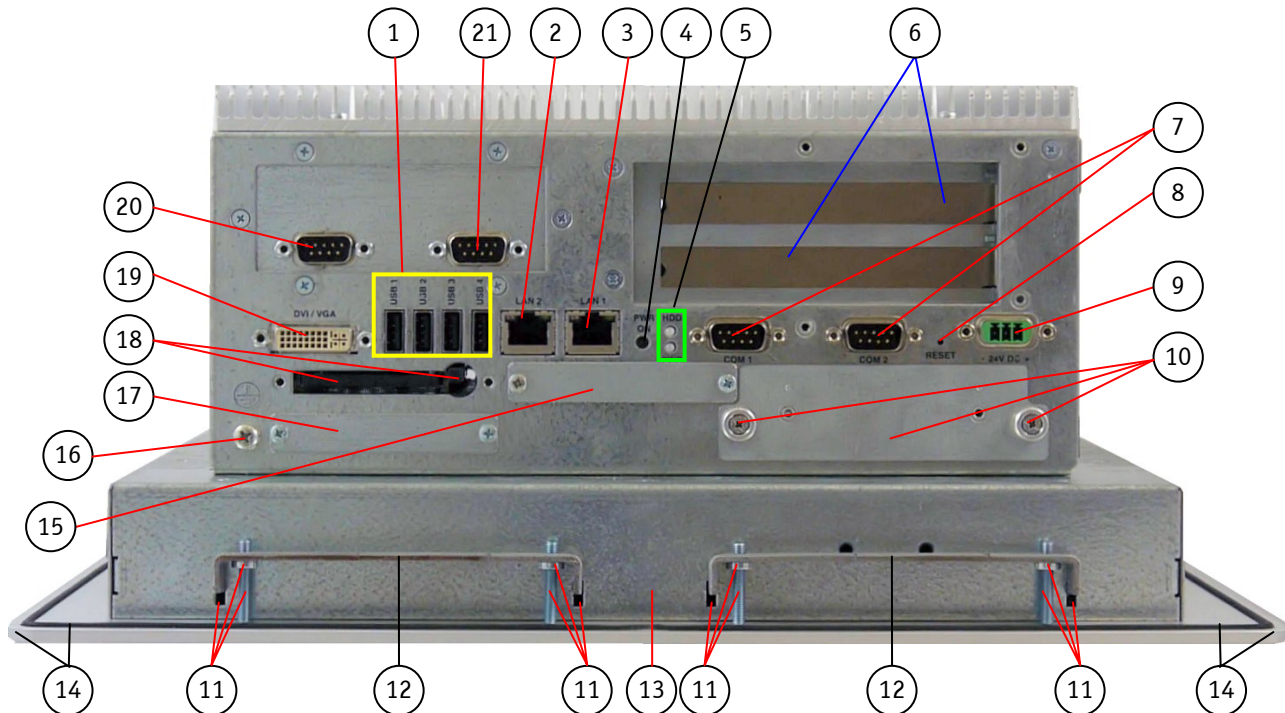 1 21 2 3 4 5 6
7
8
20
19
9
18
10
17
16
15
USB 1 USB 2 USB 3 USB 4
LAN 2 LAN 1
PWR ON
HDD
DVI / VGA
COM 1
COM 2
RESET
- 24V DC +
14 11 12 11 13 11 12 11 14